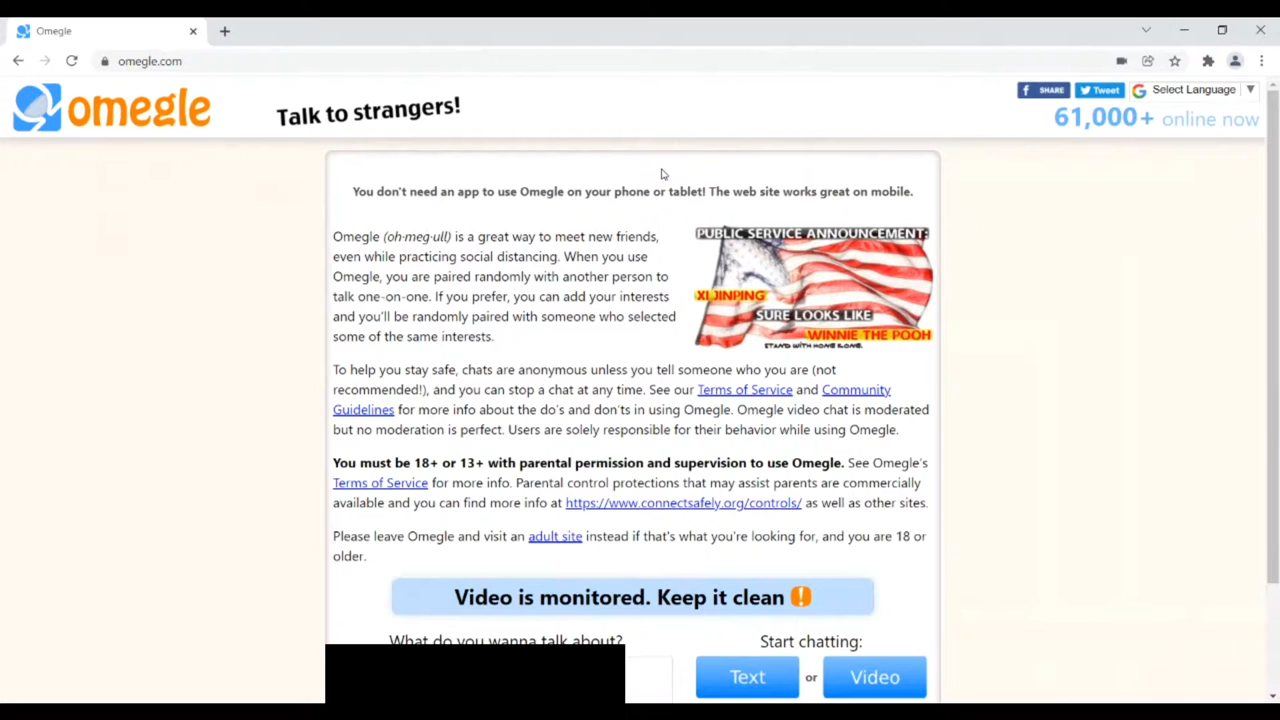 Omegle
omegle.com
omegle
Talk to strangers!
f SHARE
Tweet
G Select Language ▼
61,000+ online now
You don't need an app to use Omegle on your phone or tablet! The web site works great on mobile.
Omegle (oh·meg·ull) is a great way to meet new friends,
even while practicing social distancing. When you use
Omegle, you are paired randomly with another person to
talk one-on-one. If you prefer, you can add your interests
and you'll be randomly paired with someone who selected
some of the same interests.
PUBLIC SERVICE ANNOUNCEMENT:
XI JINPING
SURE LOOKS LIKE
WINNIE THE POOH
STAND WITH HONG KONG.
To help you stay safe, chats are anonymous unless you tell someone who you are (not
recommended!), and you can stop a chat at any time. See our Terms of Service and Community
Guidelines for more info about the do's and don'ts in using Omegle. Omegle video chat is moderated
but no moderation is perfect. Users are solely responsible for their behavior while using Omegle.
You must be 18+ or 13+ with parental permission and supervision to use Omegle. See Omegle's
Terms of Service for more info. Parental control protections that may assist parents are commercially
available and you can find more info at https://www.connectsafely.org/controls/ as well as other sites.
Please leave Omegle and visit an adult site instead if that's what you're looking for, and you are 18 or
older.
Video is monitored. Keep it clean !
What do you wanna talk about?
Start chatting:
Text or Video